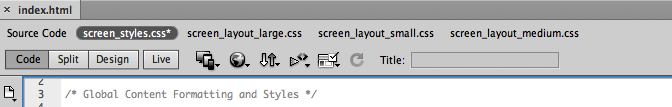 × index.html
Source Code screen_styles.css* screen_layout_large.css screen_layout_small.css screen_layout_medium.css
Code Split Design Live Title:
2
3 /* Global Content Formatting and Styles */